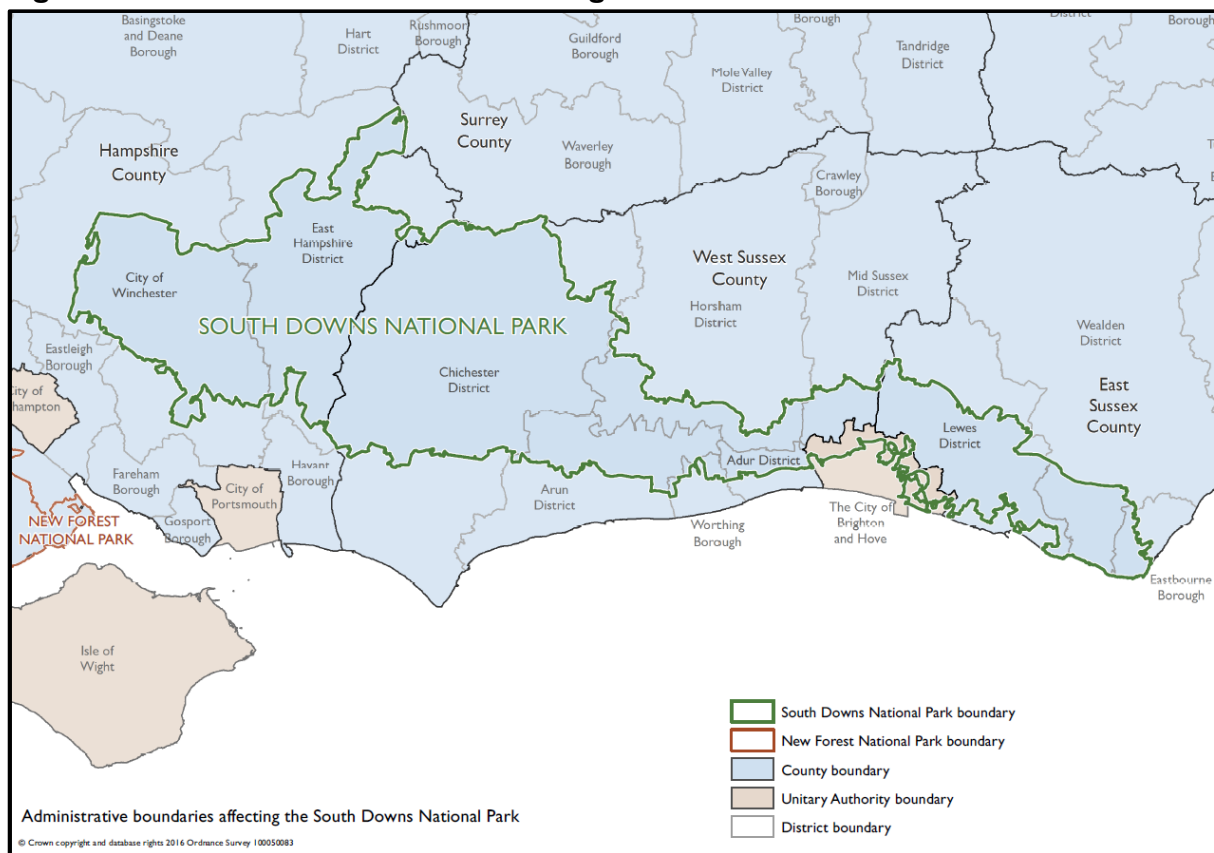 Basingstoke
and Deane
Borough
Hart
District
Rushmoor
Borough
Guildford
Borough
Mole Valley
District
Tandridge
District
District
Borough
Hampshire
County
Surrey
County
Waverley
Borough
Crawley
Borough
East
Hampshire
District
City of
Winchester
West Sussex
County
Mid Sussex
District
Horsham
District
SOUTH DOWNS NATIONAL PARK
Wealden
District
Eastleigh
Borough
Chichester
District
East
Sussex
County
City of
hampton
Lewes
District
Adur District
Havant
Borough
Fareham
Borough
City of
Portsmouth
Arun
District
Gosport
Borough
NEW FOREST
NATIONAL PARK
Worthing
Borough
The City of
Brighton
and Hove
Eastbourne
Borough
Isle of
Wight
South Downs National Park boundary
New Forest National Park boundary
County boundary
Unitary Authority boundary
District boundary
Administrative boundaries affecting the South Downs National Park
© Crown copyright and database rights 2016 Ordnance Survey 100050083